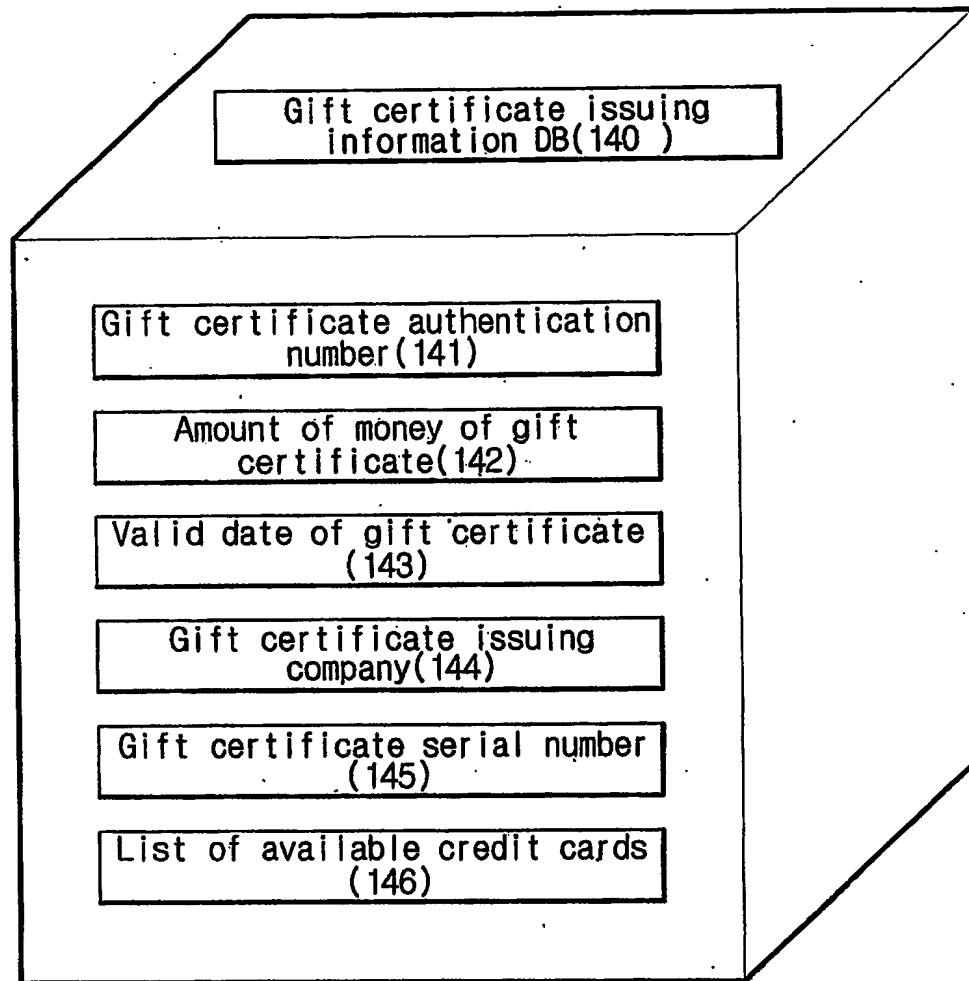 Gift certificate issuing
information DB(140 )
Gift certificate authentication
number(141)
Amount of money of gift
certificate(142)
Valid date of gift certificate
(143)
Gift certificate issuing
company(144)
Gift certificate serial number
(145)
List of available credit cards
(146)